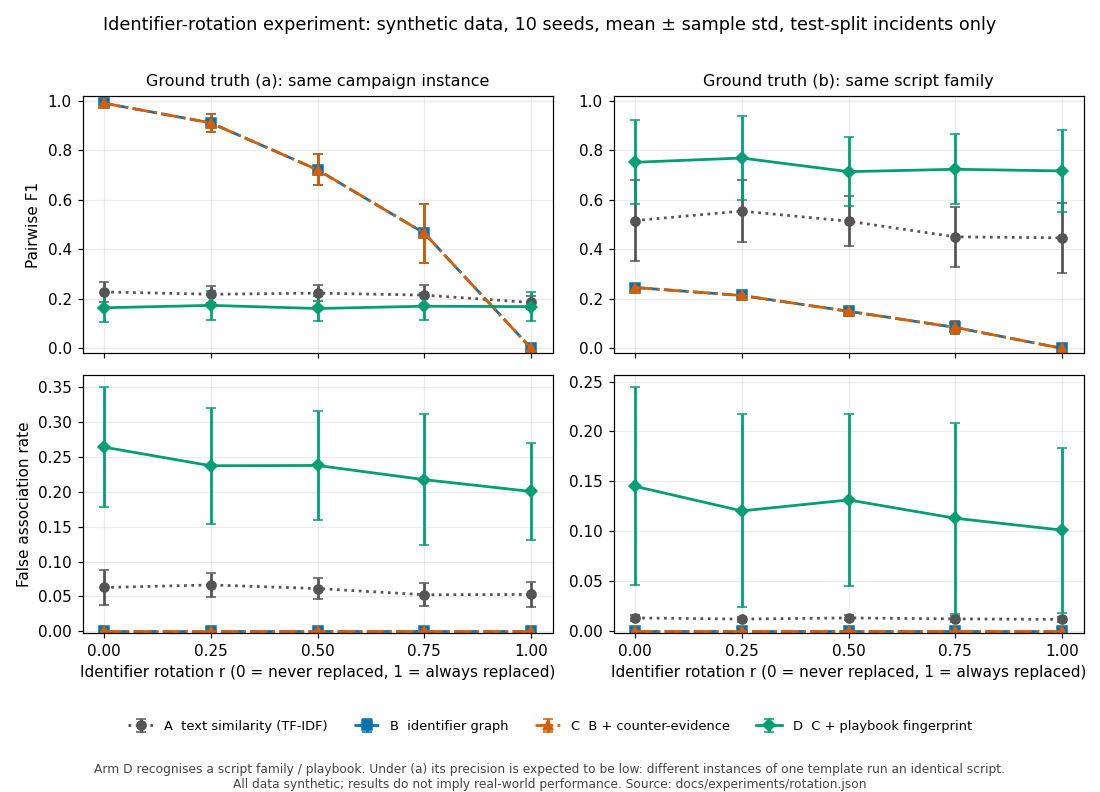 Identifier-rotation experiment: synthetic data, 10 seeds, mean ± sample std, test-split incidents only
Ground truth (a): same campaign instance
Ground truth (b): same script family
Pairwise F1
1.0
0.8
0.6
0.4
0.2
0.0
1.0
0.8
0.6
0.4
0.2
0.0
False association rate
0.35
0.30
0.25
0.20
0.15
0.10
0.05
0.00
0.25
0.20
0.15
0.10
0.05
0.00
0.00 0.25 0.50 0.75 1.00
0.00 0.25 0.50 0.75 1.00
Identifier rotation r (0 = never replaced, 1 = always replaced)
Identifier rotation r (0 = never replaced, 1 = always replaced)
A text similarity (TF-IDF)
B identifier graph
C B + counter-evidence
D C + playbook fingerprint
Arm D recognises a script family / playbook. Under (a) its precision is expected to be low: different instances of one template run an identical script.
All data synthetic; results do not imply real-world performance. Source: docs/experiments/rotation.json